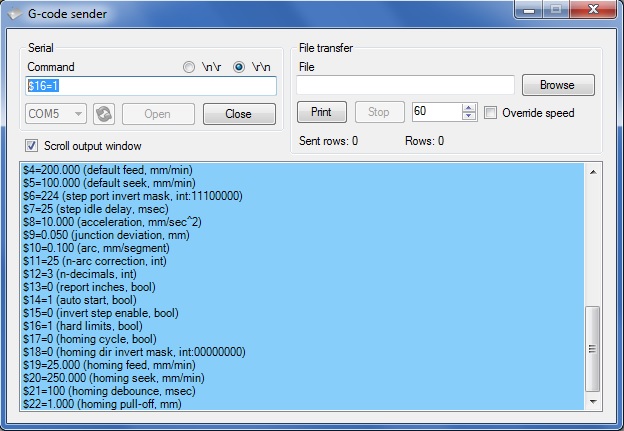 G-code sender
Serial
Command
\n\r
\r\n
$16=1
COM5
Open
Close
Scroll output window
File transfer
File
Browse
Print
Stop
60
Override speed
Sent rows: 0
Rows: 0
$4=200.000 (default feed, mm/min)
$5=100.000 (default seek, mm/min)
$6=224 (step port invert mask, int:11100000)
$7=25 (step idle delay, msec)
$8=10.000 (acceleration, mm/sec^2)
$9=0.050 (junction deviation, mm)
$10=0.100 (arc, mm/segment)
$11=25 (n-arc correction, int)
$12=3 (n-decimals, int)
$13=0 (report inches, bool)
$14=1 (auto start, bool)
$15=0 (invert step enable, bool)
$16=1 (hard limits, bool)
$17=0 (homing cycle, bool)
$18=0 (homing dir invert mask, int:00000000)
$19=25.000 (homing feed, mm/min)
$20=250.000 (homing seek, mm/min)
$21=100 (homing debounce, msec)
$22=1.000 (homing pull-off, mm)